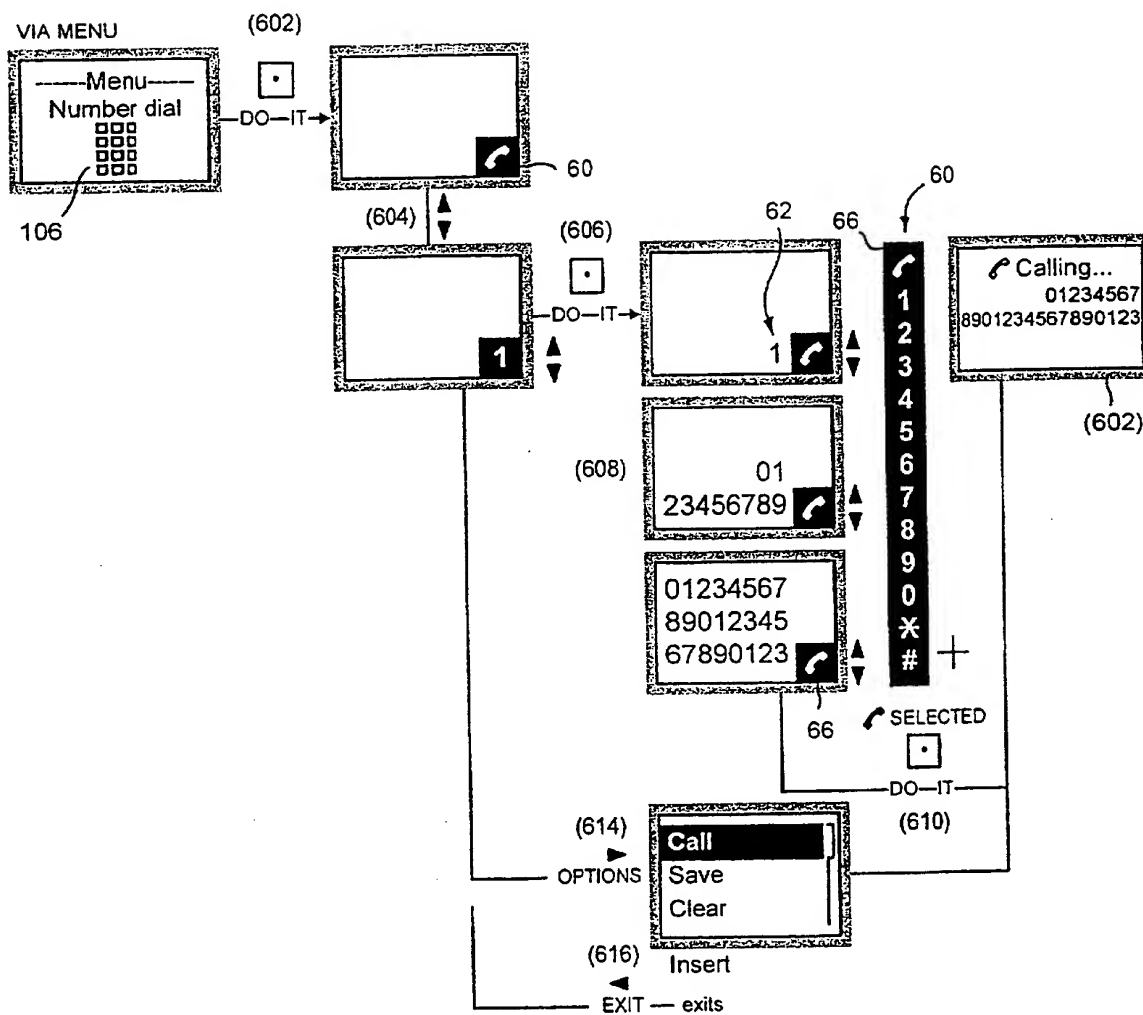 VIA MENU
(602)
-----Menu-----
Number dial
DO—IT
60
106
(604)
(606)
62
66
60
1
DO—IT
1
Calling...
01234567
8901234567890123
(602)
1
2
3
4
5
6
7
8
9
0
*
#
+
(608)
01
23456789
01234567
89012345
67890123
66
SELECTED
DO—IT
(610)
(614)
OPTIONS
Call
Save
Clear
Insert
(616)
EXIT — exits